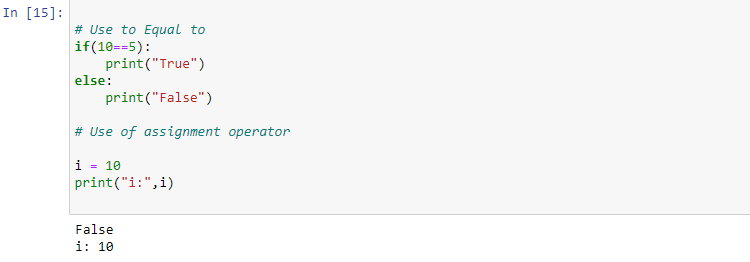 In [15]:
# Use to Equal to
if(10==5):
    print("True")
else:
    print("False")
# Use of assignment operator
i = 10
print("i:",i)
False
i: 10